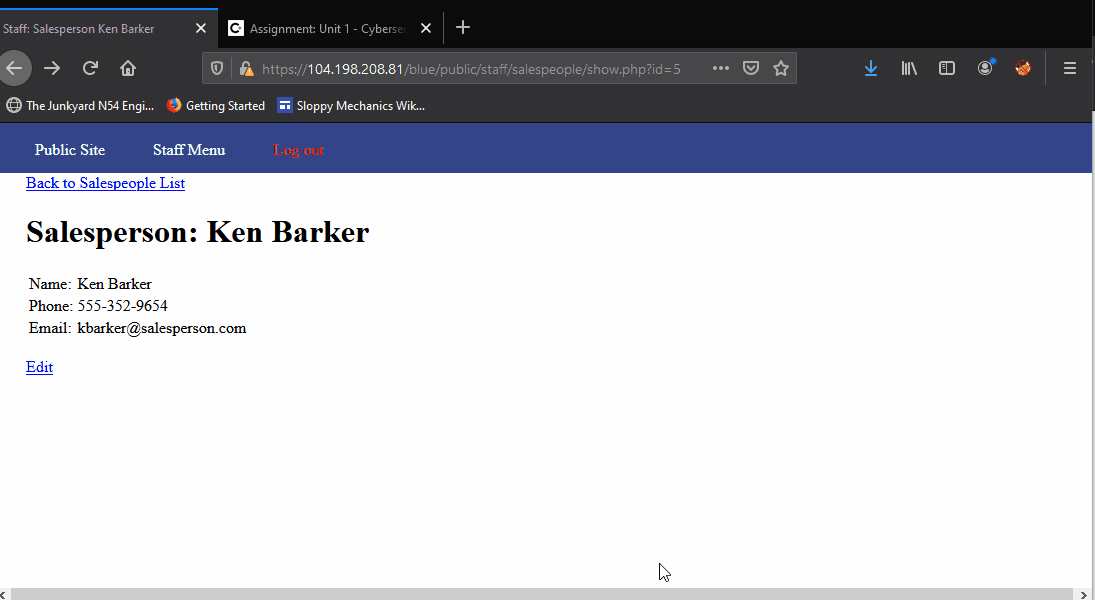 Staff: Salesperson Ken Barker
Assignment: Unit 1 - Cyberse
https://104.198.208.81/blue/public/staff/salespeople/show.php?id=5
The Junkyard N54 Engi...
Getting Started
Sloppy Mechanics Wik...
Public Site
Staff Menu
Log out
Back to Salespeople List
Salesperson: Ken Barker
Name: Ken Barker
Phone: 555-352-9654
Email: kbarker@salesperson.com
Edit